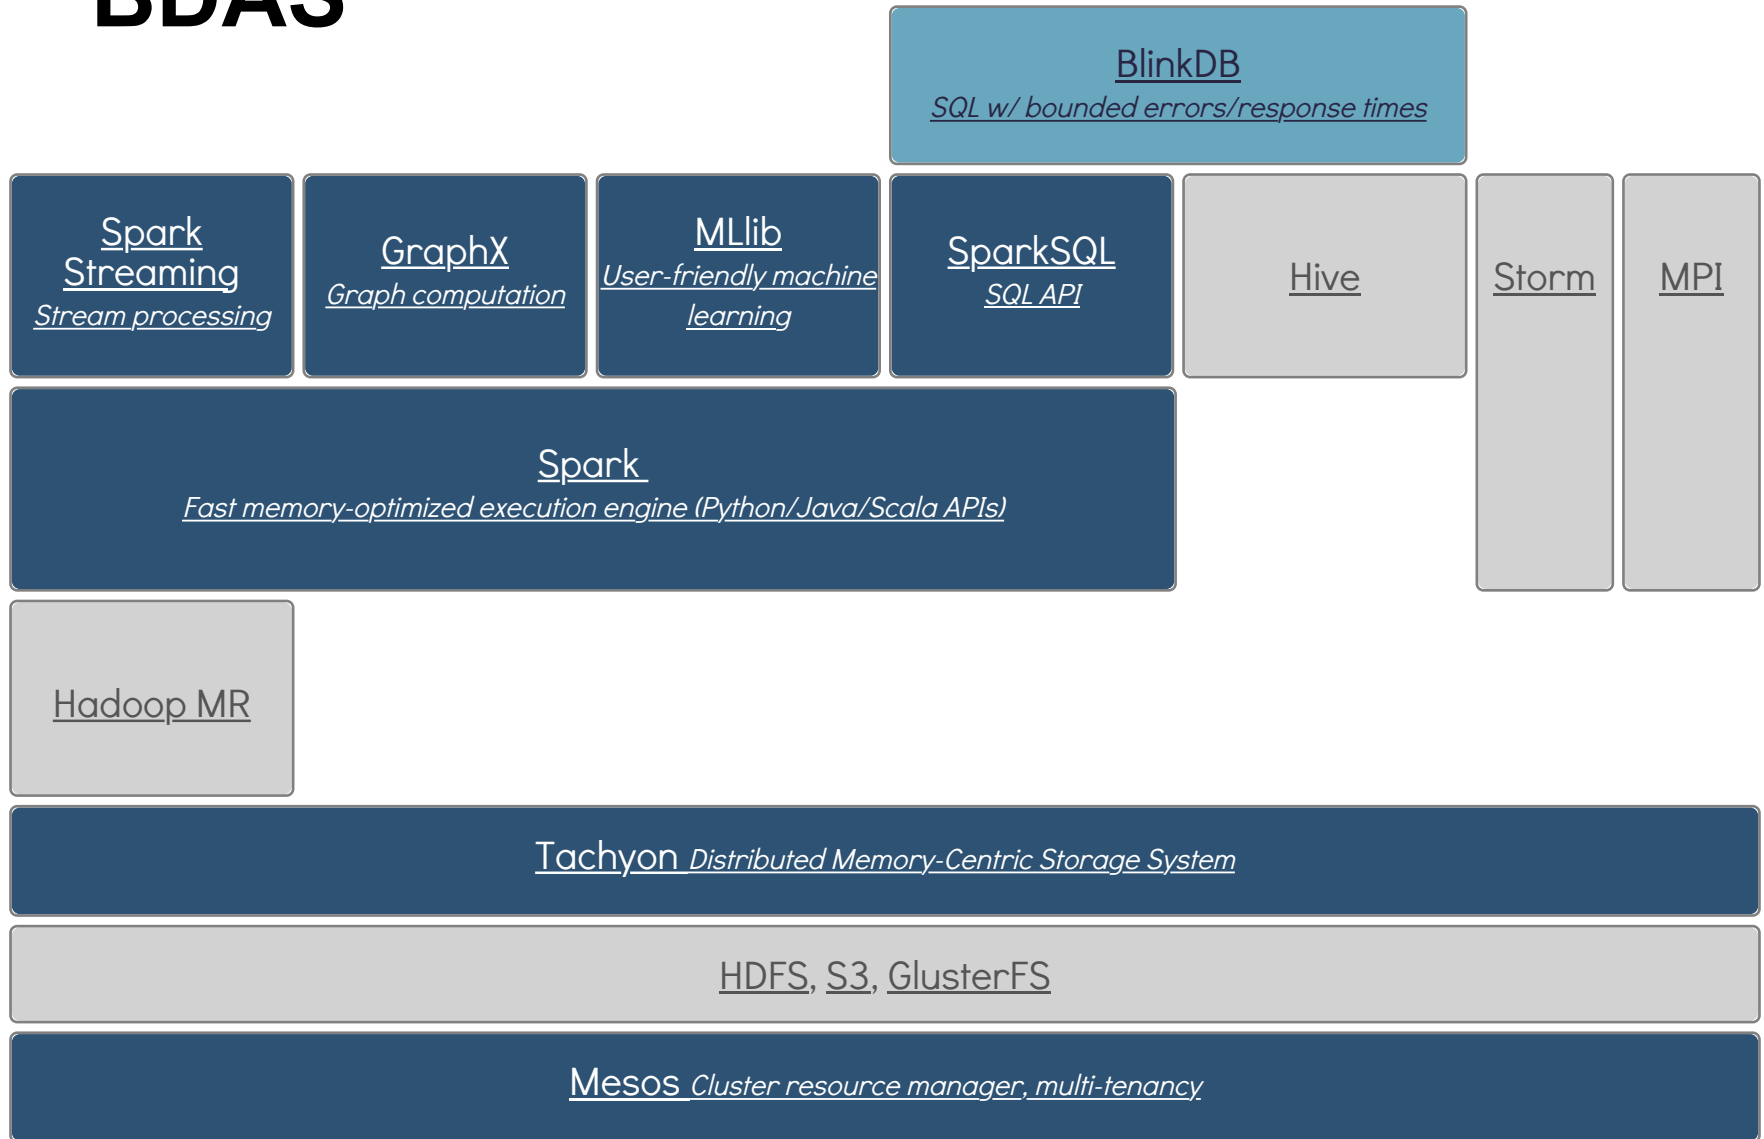 BDAS
BlinkDB
SQL w/ bounded errors/response times
Spark
Streaming
Stream processing
GraphX
Graph computation
MLlib
User-friendly machine
learning
SparkSQL
SQL API
Hive
Storm
MPI
Spark
Fast memory-optimized execution engine (Python/Java/Scala APIs)
Hadoop MR
Tachyon Distributed Memory-Centric Storage System
HDFS, S3, GlusterFS
Mesos Cluster resource manager, multi-tenancy